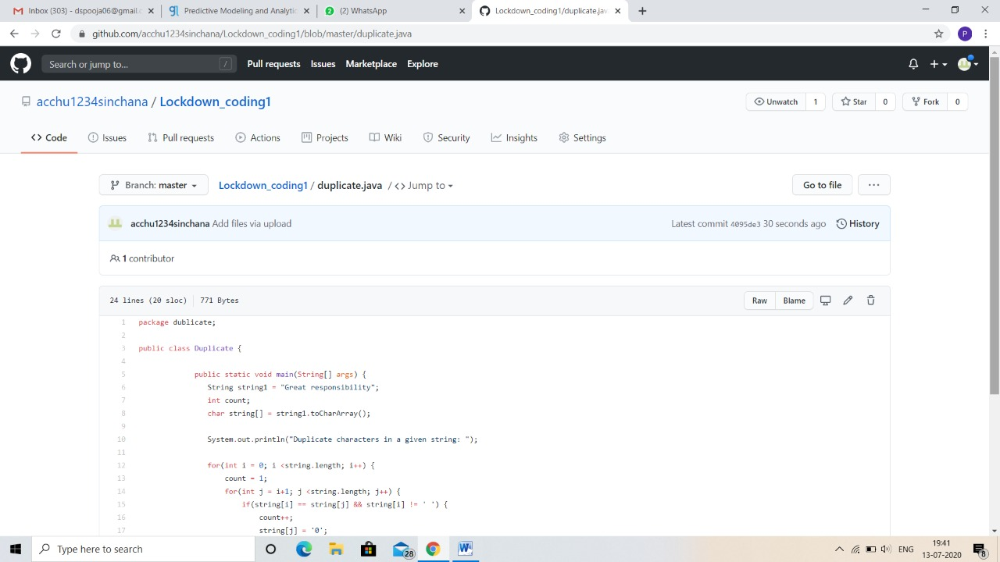 Inbox (303) - dspooja06@gmail.c
Predictive Modeling and Analytic
(2) WhatsApp
Lockdown_coding1/duplicate.jav
github.com/acchu1234sinchana/Lockdown_coding1/blob/master/duplicate.java
P
Search or jump to...
/
Pull requests Issues Marketplace Explore
acchu1234sinchana / Lockdown_coding1
Unwatch 1 Star 0 Fork 0
<> Code Issues Pull requests Actions Projects Wiki Security Insights Settings
Branch: master Lockdown_coding1 / duplicate.java / <> Jump to Go to file ...
acchu1234sinchana Add files via upload Latest commit 4095de3 30 seconds ago History
1 contributor
24 lines (20 sloc) 771 Bytes Raw Blame
1 package dublicate;
2
3 public class Duplicate {
4
5 public static void main(String[] args) {
6 String string1 = "Great responsibility";
7 int count;
8 char string[] = string1.toCharArray();
9
10 System.out.println("Duplicate characters in a given string: ");
11
12 for(int i = 0; i <string.length; i++) {
13 count = 1;
14 for(int j = i+1; j <string.length; j++) {
15 if(string[i] == string[j] && string[i] != ' ') {
16 count++;
17 string[j] = '0';
Type here to search
28
W
ENG
19:41
13-07-2020
8